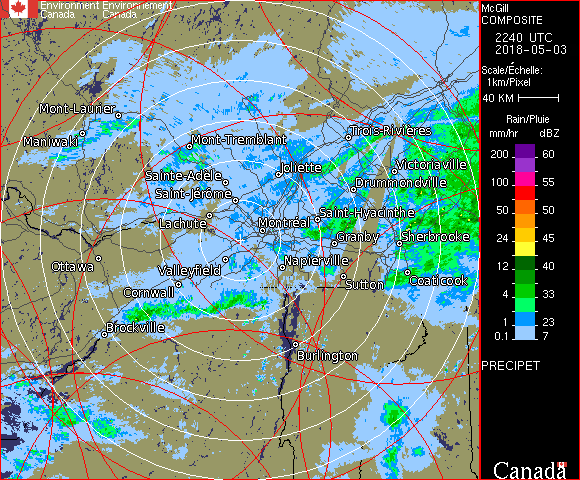 Environment Environnement
Canada Canada
McGill
COMPOSITE
2240 UTC
2018-05-03
Scale/Échelle:
1km/Pixel
40 KM
Rain/Pluie
mm/hr dBZ
200 60
100 55
50 50
24 45
12 40
4 33
1 23
0.1 7
PRECIPET
Canada
Mont-Laurier
Maniwaki
Mont-Tremblant
Trois-Rivières
Joliette
Victoriaville
Sainte-Adèle
Drummondville
Saint-Jérôme
Saint-Hyacinthe
Lachute
Montréal
Granby
Sherbrooke
Ottawa
Valleyfield
Napierville
Cornwall
Sutton
Coaticook
Brockville
Burlington